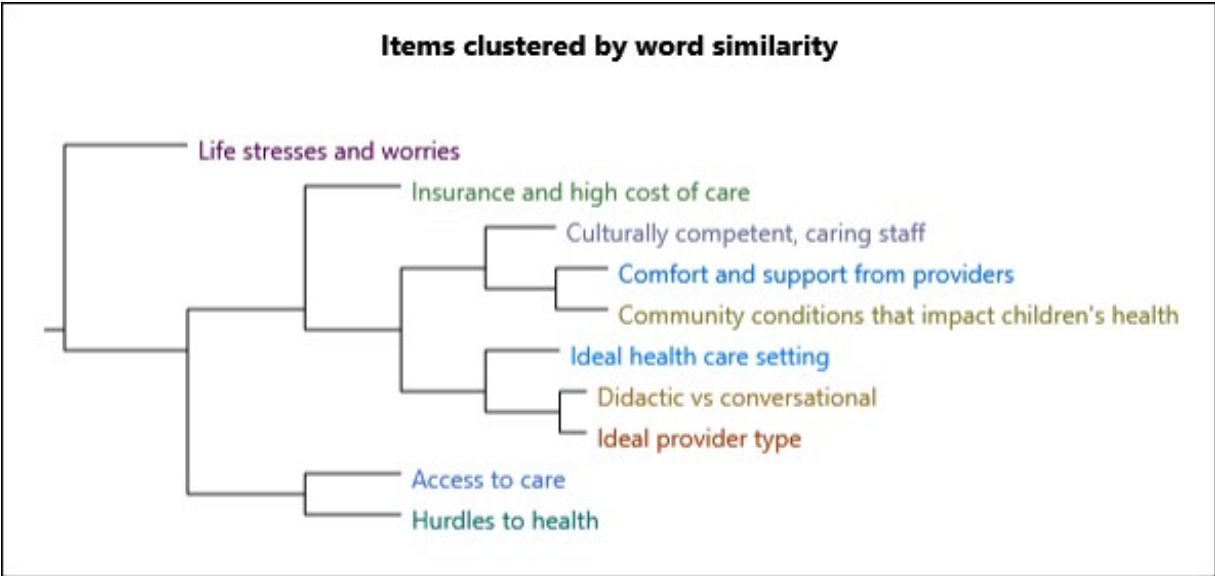 Items clustered by word similarity
Life stresses and worries
Insurance and high cost of care
Culturally competent, caring staff
Comfort and support from providers
Community conditions that impact children's health
Ideal health care setting
Didactic vs conversational
Ideal provider type
Access to care
Hurdles to health